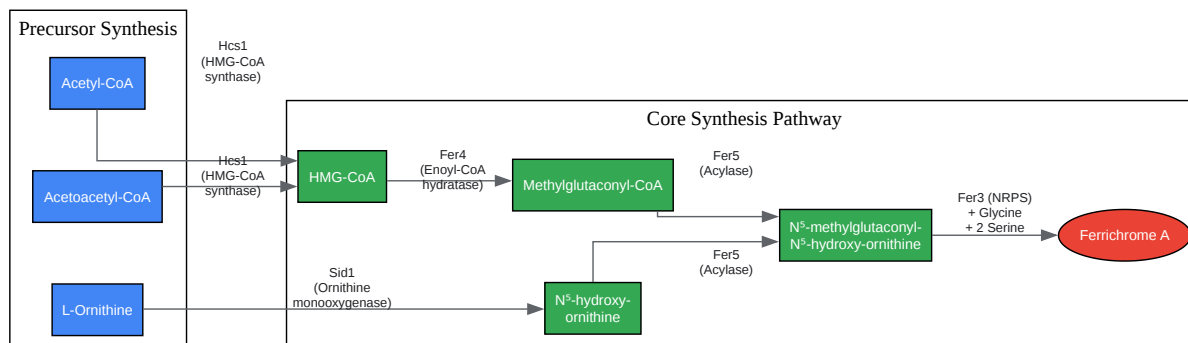 Precursor Synthesis
Acetyl-CoA
Acetoacetyl-CoA
L-Ornithine
Hcs1
(HMG-CoA
synthase)
Hcs1
(HMG-CoA
synthase)
Sid1
(Ornithine
monooxygenase)
Core Synthesis Pathway
HMG-CoA
Fer4
(Enoyl-CoA
hydratase)
Methylglutaconyl-CoA
Fer5
(Acylase)
N⁵-hydroxy-
ornithine
Fer5
(Acylase)
N⁵-methylglutaconyl-
N⁵-hydroxy-ornithine
Fer3 (NRPS)
+ Glycine
+ 2 Serine
Ferrichrome A